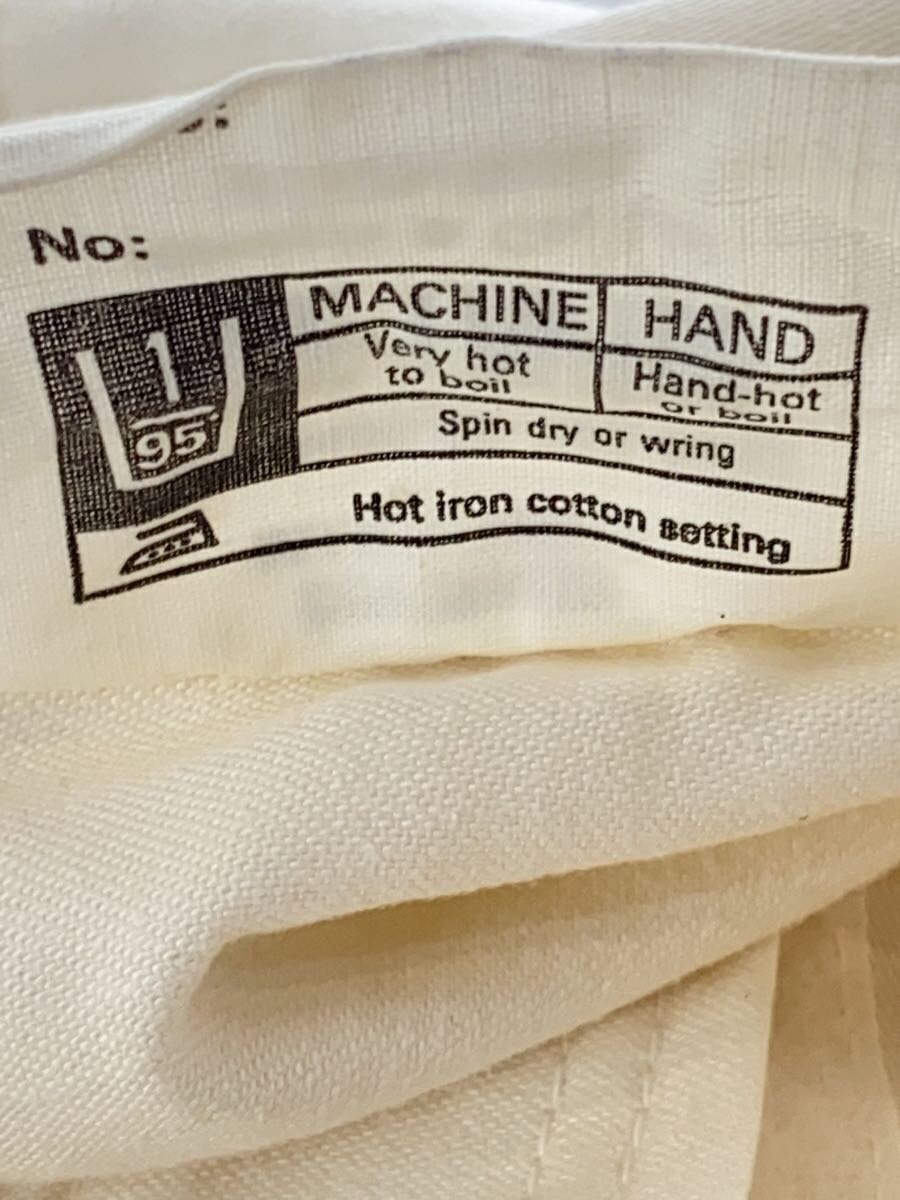 No:
1
95
MACHINE
HAND
Very hot
to boil
Hand-hot
or boil
Spin dry or wring
Hot iron cotton setting